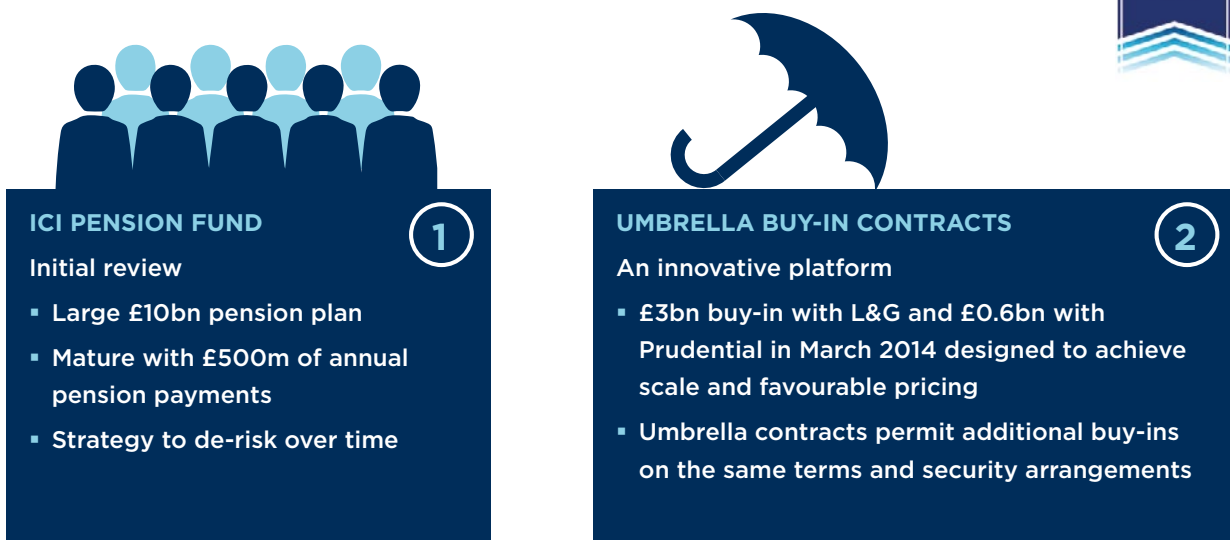 ICI PENSION FUND
1
Initial review
▪ Large £10bn pension plan
▪ Mature with £500m of annual
pension payments
▪ Strategy to de-risk over time
UMBRELLA BUY-IN CONTRACTS
2
An innovative platform
▪ £3bn buy-in with L&G and £0.6bn with
Prudential in March 2014 designed to achieve
scale and favourable pricing
▪ Umbrella contracts permit additional buy-ins
on the same terms and security arrangements